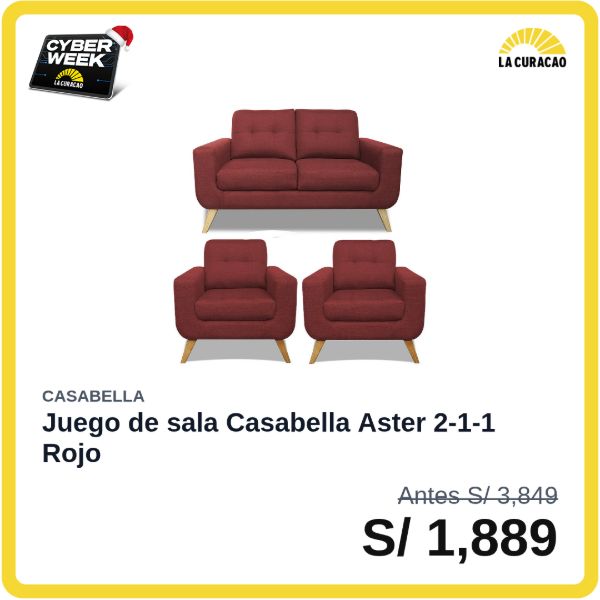 CYBER
WEEK
LA CURACAO
LA CURACAO
CASABELLA
Juego de sala Casabella Aster 2-1-1
Rojo
Antes S/ 3,849
S/ 1,889